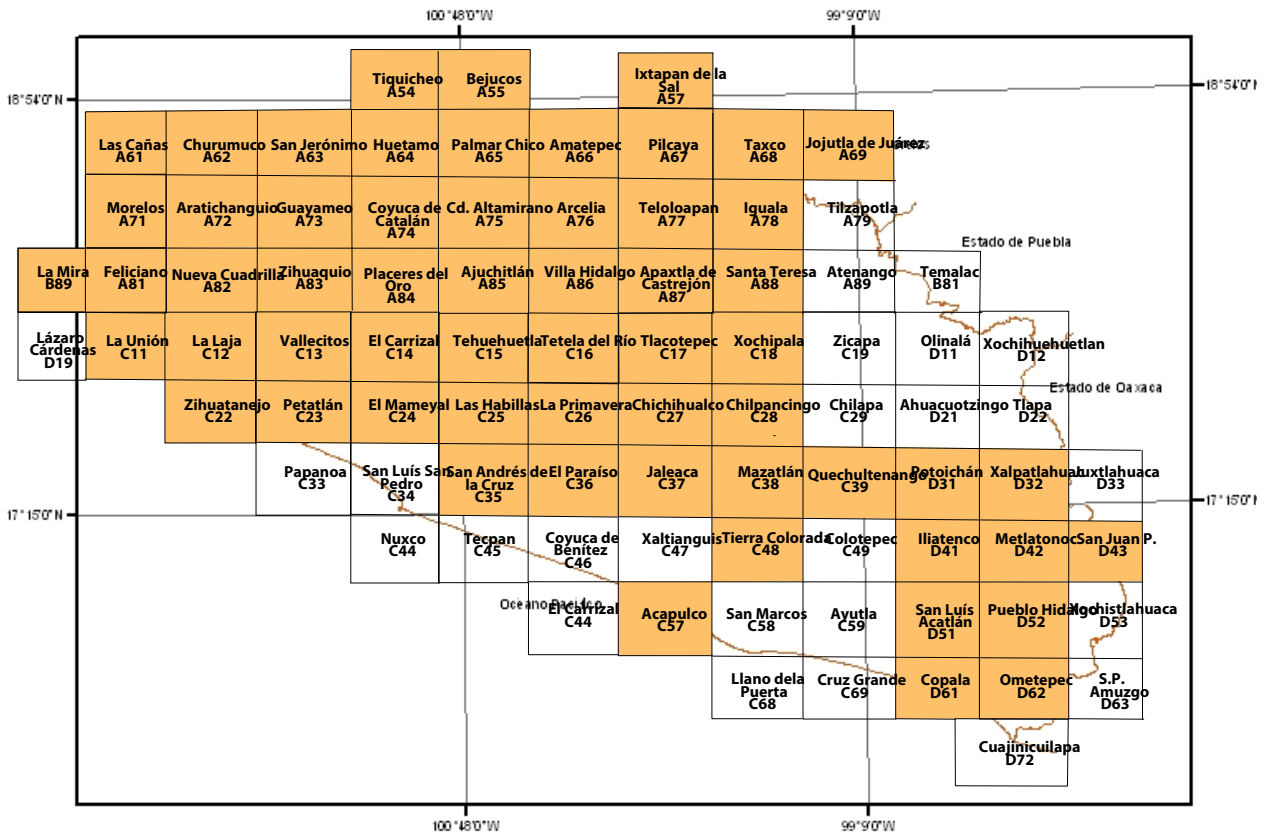 100°48'0"W
99°9'0"W
18°54'0"N
18°54'0"N
Tiquicheo
A54
Bejucos
A55
Ixtapan de la
Sal
A57
Las Cañas
A61
Churumuco
A62
San Jerónimo
A63
Huetamo
A64
Palmar Chico
A65
Amatepec
A66
Pilcaya
A67
Taxco
A68
Jojutla de Juárez
A69
Morelos
A71
Aratichanguio
A72
Guayameo
A73
Coyuca de
Catalán
A74
Cd. Altamirano
A75
Arcelia
A76
Teloloapan
A77
Iguala
A78
Tilzapotla
A79
Estado de Puebla
La Mira
B89
Feliciano
A81
Nueva Cuadrilla
A82
Zihuaquio
A83
Placeres del
Oro
A84
Ajuchitlán
A85
Villa Hidalgo
A86
Apaxtla de
Castrejón
A87
Santa Teresa
A88
Atenango
A89
Temalac
B81
Lázaro
Cárdenas
D19
La Unión
C11
La Laja
C12
Vallecitos
C13
El Carrizal
C14
Tehuehuetla
C15
Tetela del Río
C16
Tlacotepec
C17
Xochipala
C18
Zicapa
C19
Olinalá
D11
Xochihuehuetlan
D12
Estado de Oaxaca
Zihuatanejo
C22
Petatlán
C23
El Mameyal
C24
Las Habillas
C25
La Primavera
C26
Chichihualco
C27
Chilpancingo
C28
Chilapa
C29
Ahuacuotzingo
D21
Tlapa
D22
Papanoa
C33
San Luís San
Pedro
C34
San Andrés de
la Cruz
C35
El Paraíso
C36
Jaleaca
C37
Mazatlán
C38
Quechultenango
C39
Potoichán
D31
Xalpatlahuac
D32
Juxtlahuaca
D33
17°15'0"N
17°15'0"N
Nuxco
C44
Tecpan
C45
Coyuca de
Benítez
C46
Xaltianguis
C47
Tierra Colorada
C48
Colotepec
C49
Iliatenco
D41
Metlatonoc
D42
San Juan P.
D43
Océano Pacífico
El Carrizal
C44
Acapulco
C57
San Marcos
C58
Ayutla
C59
San Luís
Acatlán
D51
Pueblo Hidalgo
D52
Xochistlahuaca
D53
Llano dela
Puerta
C68
Cruz Grande
C69
Copala
D61
Ometepec
D62
S.P.
Amuzgo
D63
Cuajinicuilapa
D72
100°48'0"W
99°9'0"W